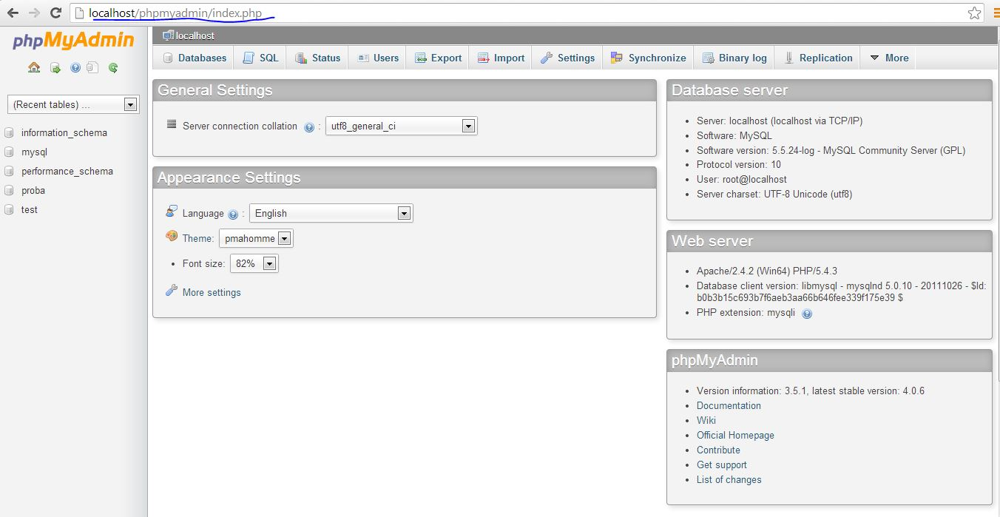 localhost/phpmyadmin/index.php
phpMyAdmin
localhost
Databases SQL Status Users Export Import Settings Synchronize Binary log Replication More
(Recent tables) ...
information_schema
mysql
performance_schema
proba
test
General Settings
Server connection collation : utf8_general_ci
Appearance Settings
Language : English
Theme: pmahomme
• Font size: 82%
More settings
Database server
• Server: localhost (localhost via TCP/IP)
• Software: MySQL
• Software version: 5.5.24-log - MySQL Community Server (GPL)
• Protocol version: 10
• User: root@localhost
• Server charset: UTF-8 Unicode (utf8)
Web server
• Apache/2.4.2 (Win64) PHP/5.4.3
• Database client version: libmysql - mysqlnd 5.0.10 - 20111026 - $Id:
b0b3b15c693b7f6aeb3aa66b646fee339f175e39 $
• PHP extension: mysqli
phpMyAdmin
• Version information: 3.5.1, latest stable version: 4.0.6
• Documentation
• Wiki
• Official Homepage
• Contribute
• Get support
• List of changes